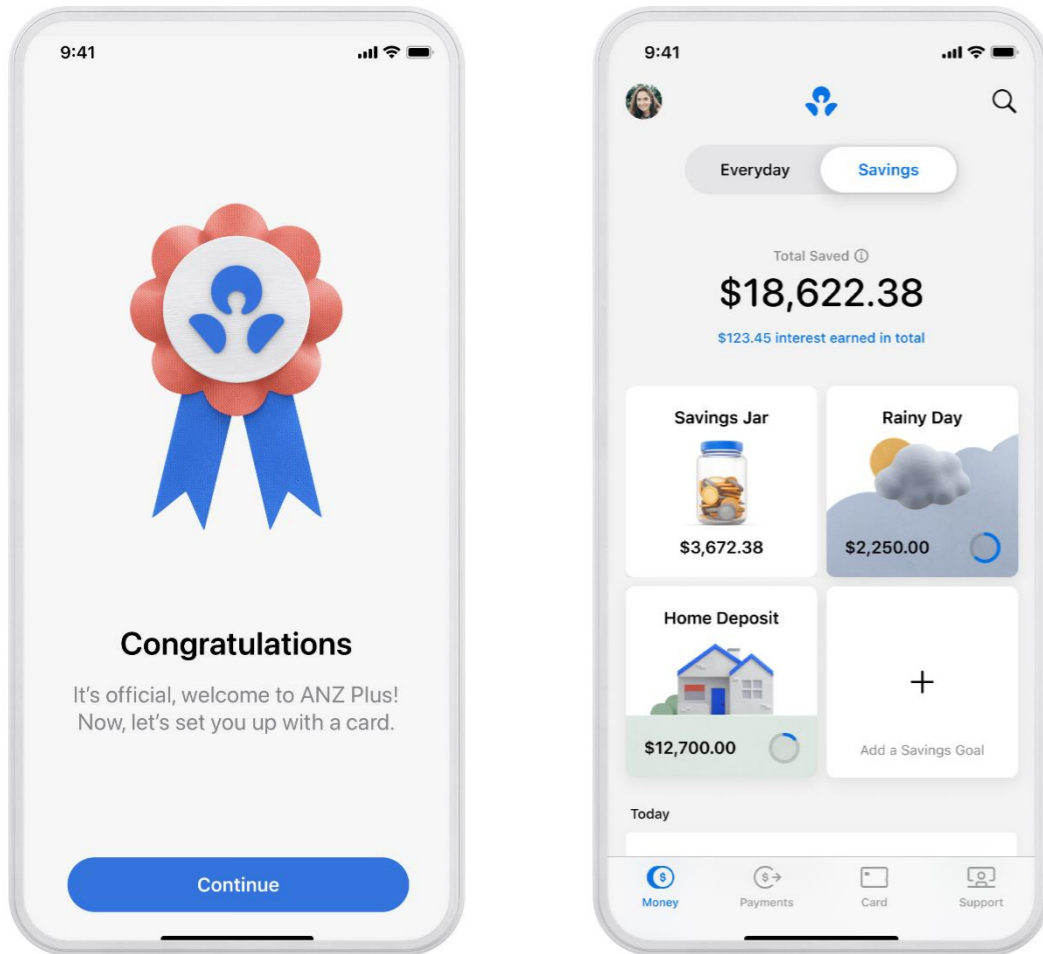 9:41
Congratulations
It's official, welcome to ANZ Plus!
Now, let's set you up with a card.
Continue
9:41
Everyday
Savings
Total Saved
$18,622.38
$123.45 interest earned in total
Savings Jar
$3,672.38
Rainy Day
$2,250.00
Home Deposit
$12,700.00
+
Add a Savings Goal
Today
Money
Payments
Card
Support